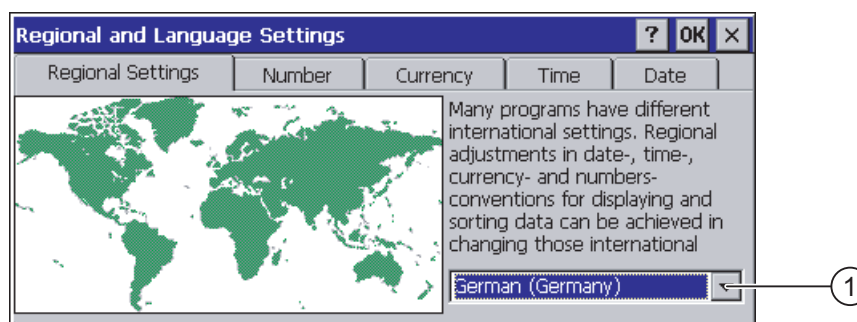 Regional and Language Settings ? OK ×
Regional Settings Number Currency Time Date
Many programs have different
international settings. Regional
adjustments in date-, time-,
currency- and numbers-
conventions for displaying and
sorting data can be achieved in
changing those international
German (Germany)
1